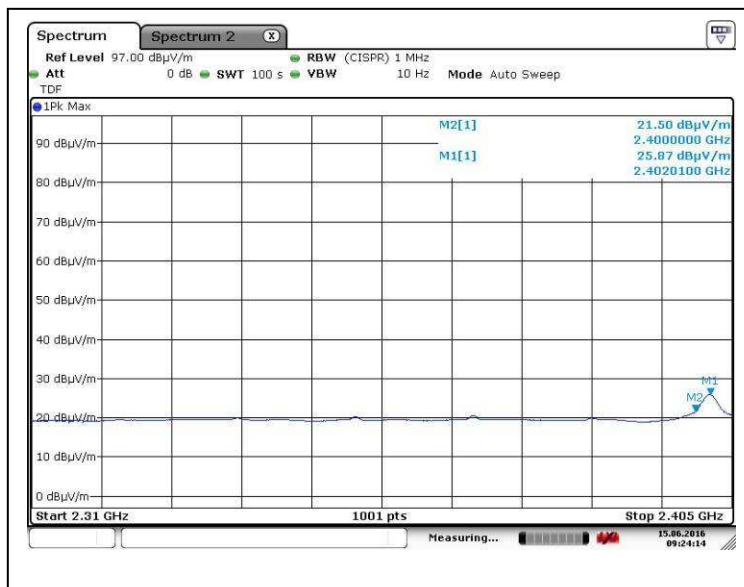 Spectrum Spectrum 2 X
Ref Level 97.00 dBµV/m RBW (CISPR) 1 MHz
Att 0 dB SWT 100 s VBW 10 Hz Mode Auto Sweep
TDF
1Pk Max
M2[1] 21.50 dBµV/m
2.4000000 GHz
M1[1] 25.87 dBµV/m
2.4020100 GHz
90 dBµV/m
80 dBµV/m
70 dBµV/m
60 dBµV/m
50 dBµV/m
40 dBµV/m
30 dBµV/m
M1
M2
20 dBµV/m
10 dBµV/m
0 dBµV/m
Start 2.31 GHz 1001 pts Stop 2.405 GHz
Measuring... 15.06.2016
09:24:14